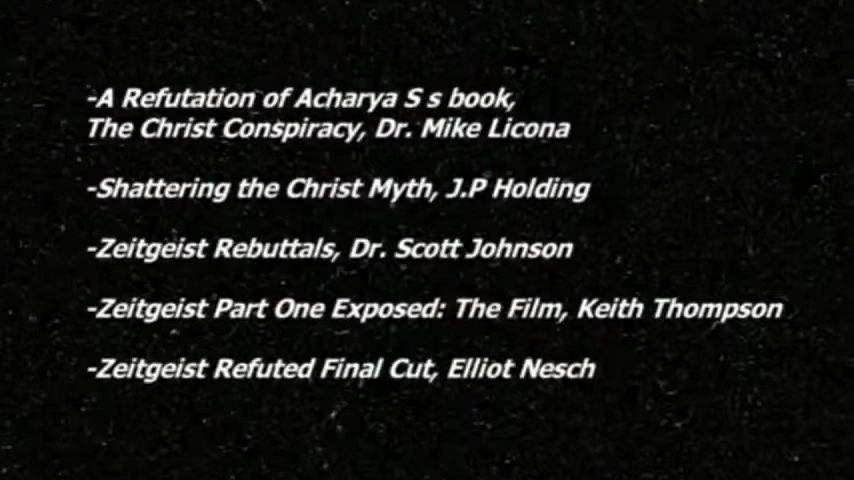 -A Refutation of Acharya S s book,
The Christ Conspiracy, Dr. Mike Licona
-Shattering the Christ Myth, J.P Holding
-Zeitgeist Rebuttals, Dr. Scott Johnson
-Zeitgeist Part One Exposed: The Film, Keith Thompson
-Zeitgeist Refuted Final Cut, Elliot Nesch